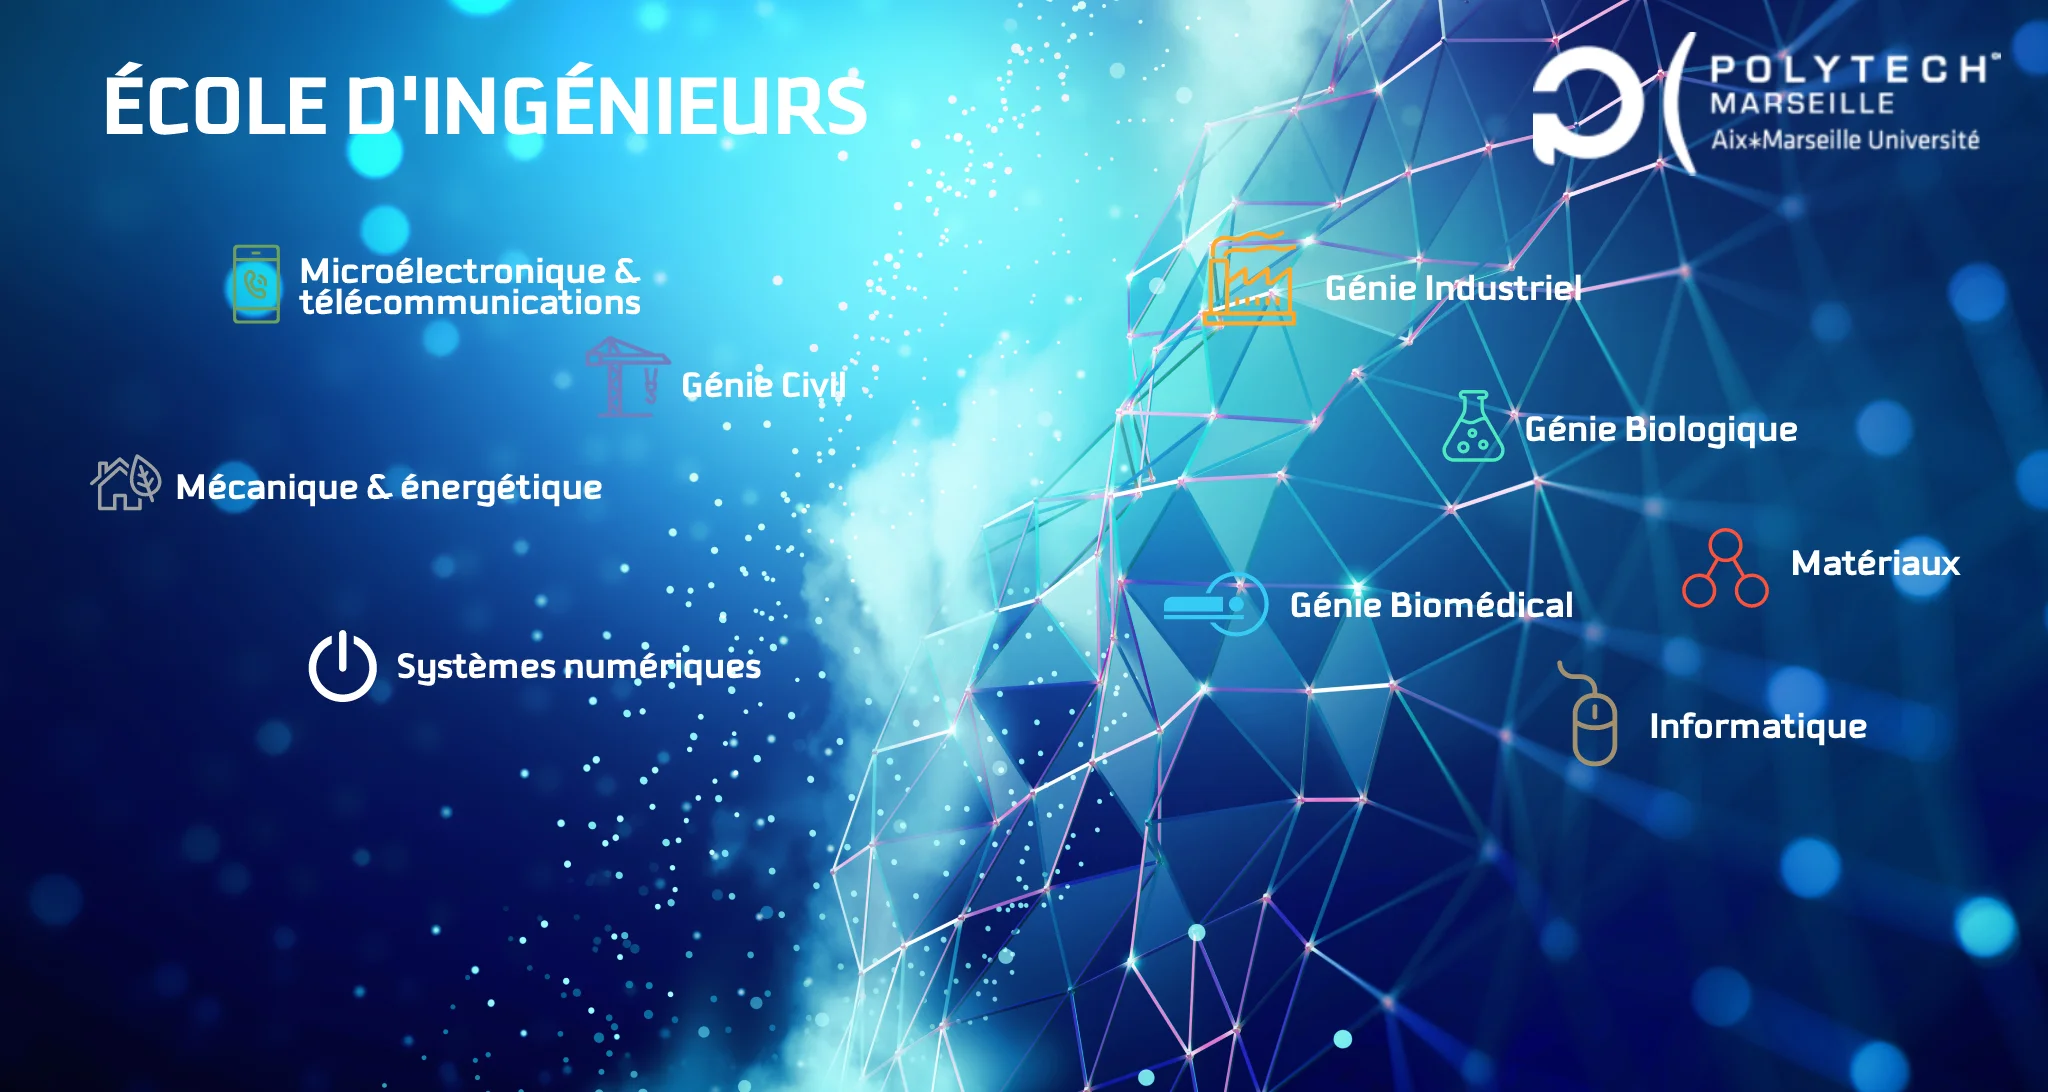 ÉCOLE D'INGÉNIEURS
POLYTECH
MARSEILLE
Aix*Marseille Université
Microélectronique &
télécommunications
Génie Industriel
Génie Civil
Génie Biologique
Mécanique & énergétique
Matériaux
Génie Biomédical
Systèmes numériques
Informatique